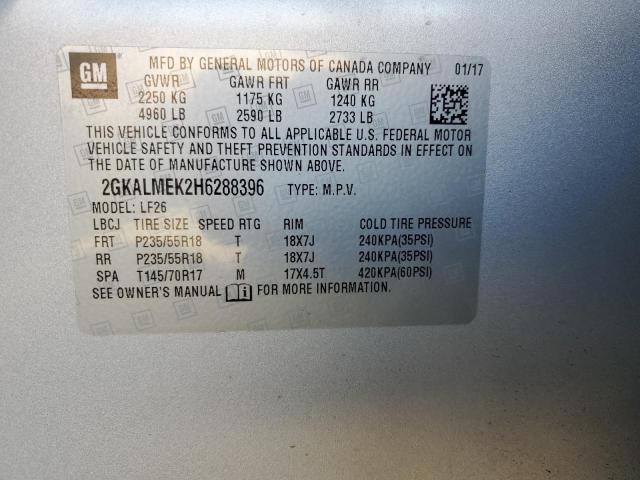 GM
MFD BY GENERAL MOTORS OF CANADA COMPANY 01/17
GVWR GAWR FRT GAWR RR
2250 KG 1175 KG 1240 KG
4960 LB 2590 LB 2733 LB
THIS VEHICLE CONFORMS TO ALL APPLICABLE U.S. FEDERAL MOTOR
VEHICLE SAFETY AND THEFT PREVENTION STANDARDS IN EFFECT ON
THE DATE OF MANUFACTURE SHOWN ABOVE.
2GKALMEK2H6288396 TYPE: M.P.V.
MODEL: LF26
LBCJ TIRE SIZE SPEED RTG RIM COLD TIRE PRESSURE
FRT P235/55R18 T 18X7J 240KPA(35PSI)
RR P235/55R18 T 18X7J 240KPA(35PSI)
SPA T145/70R17 M 17X4.5T 420KPA(60PSI)
SEE OWNER'S MANUAL FOR MORE INFORMATION.